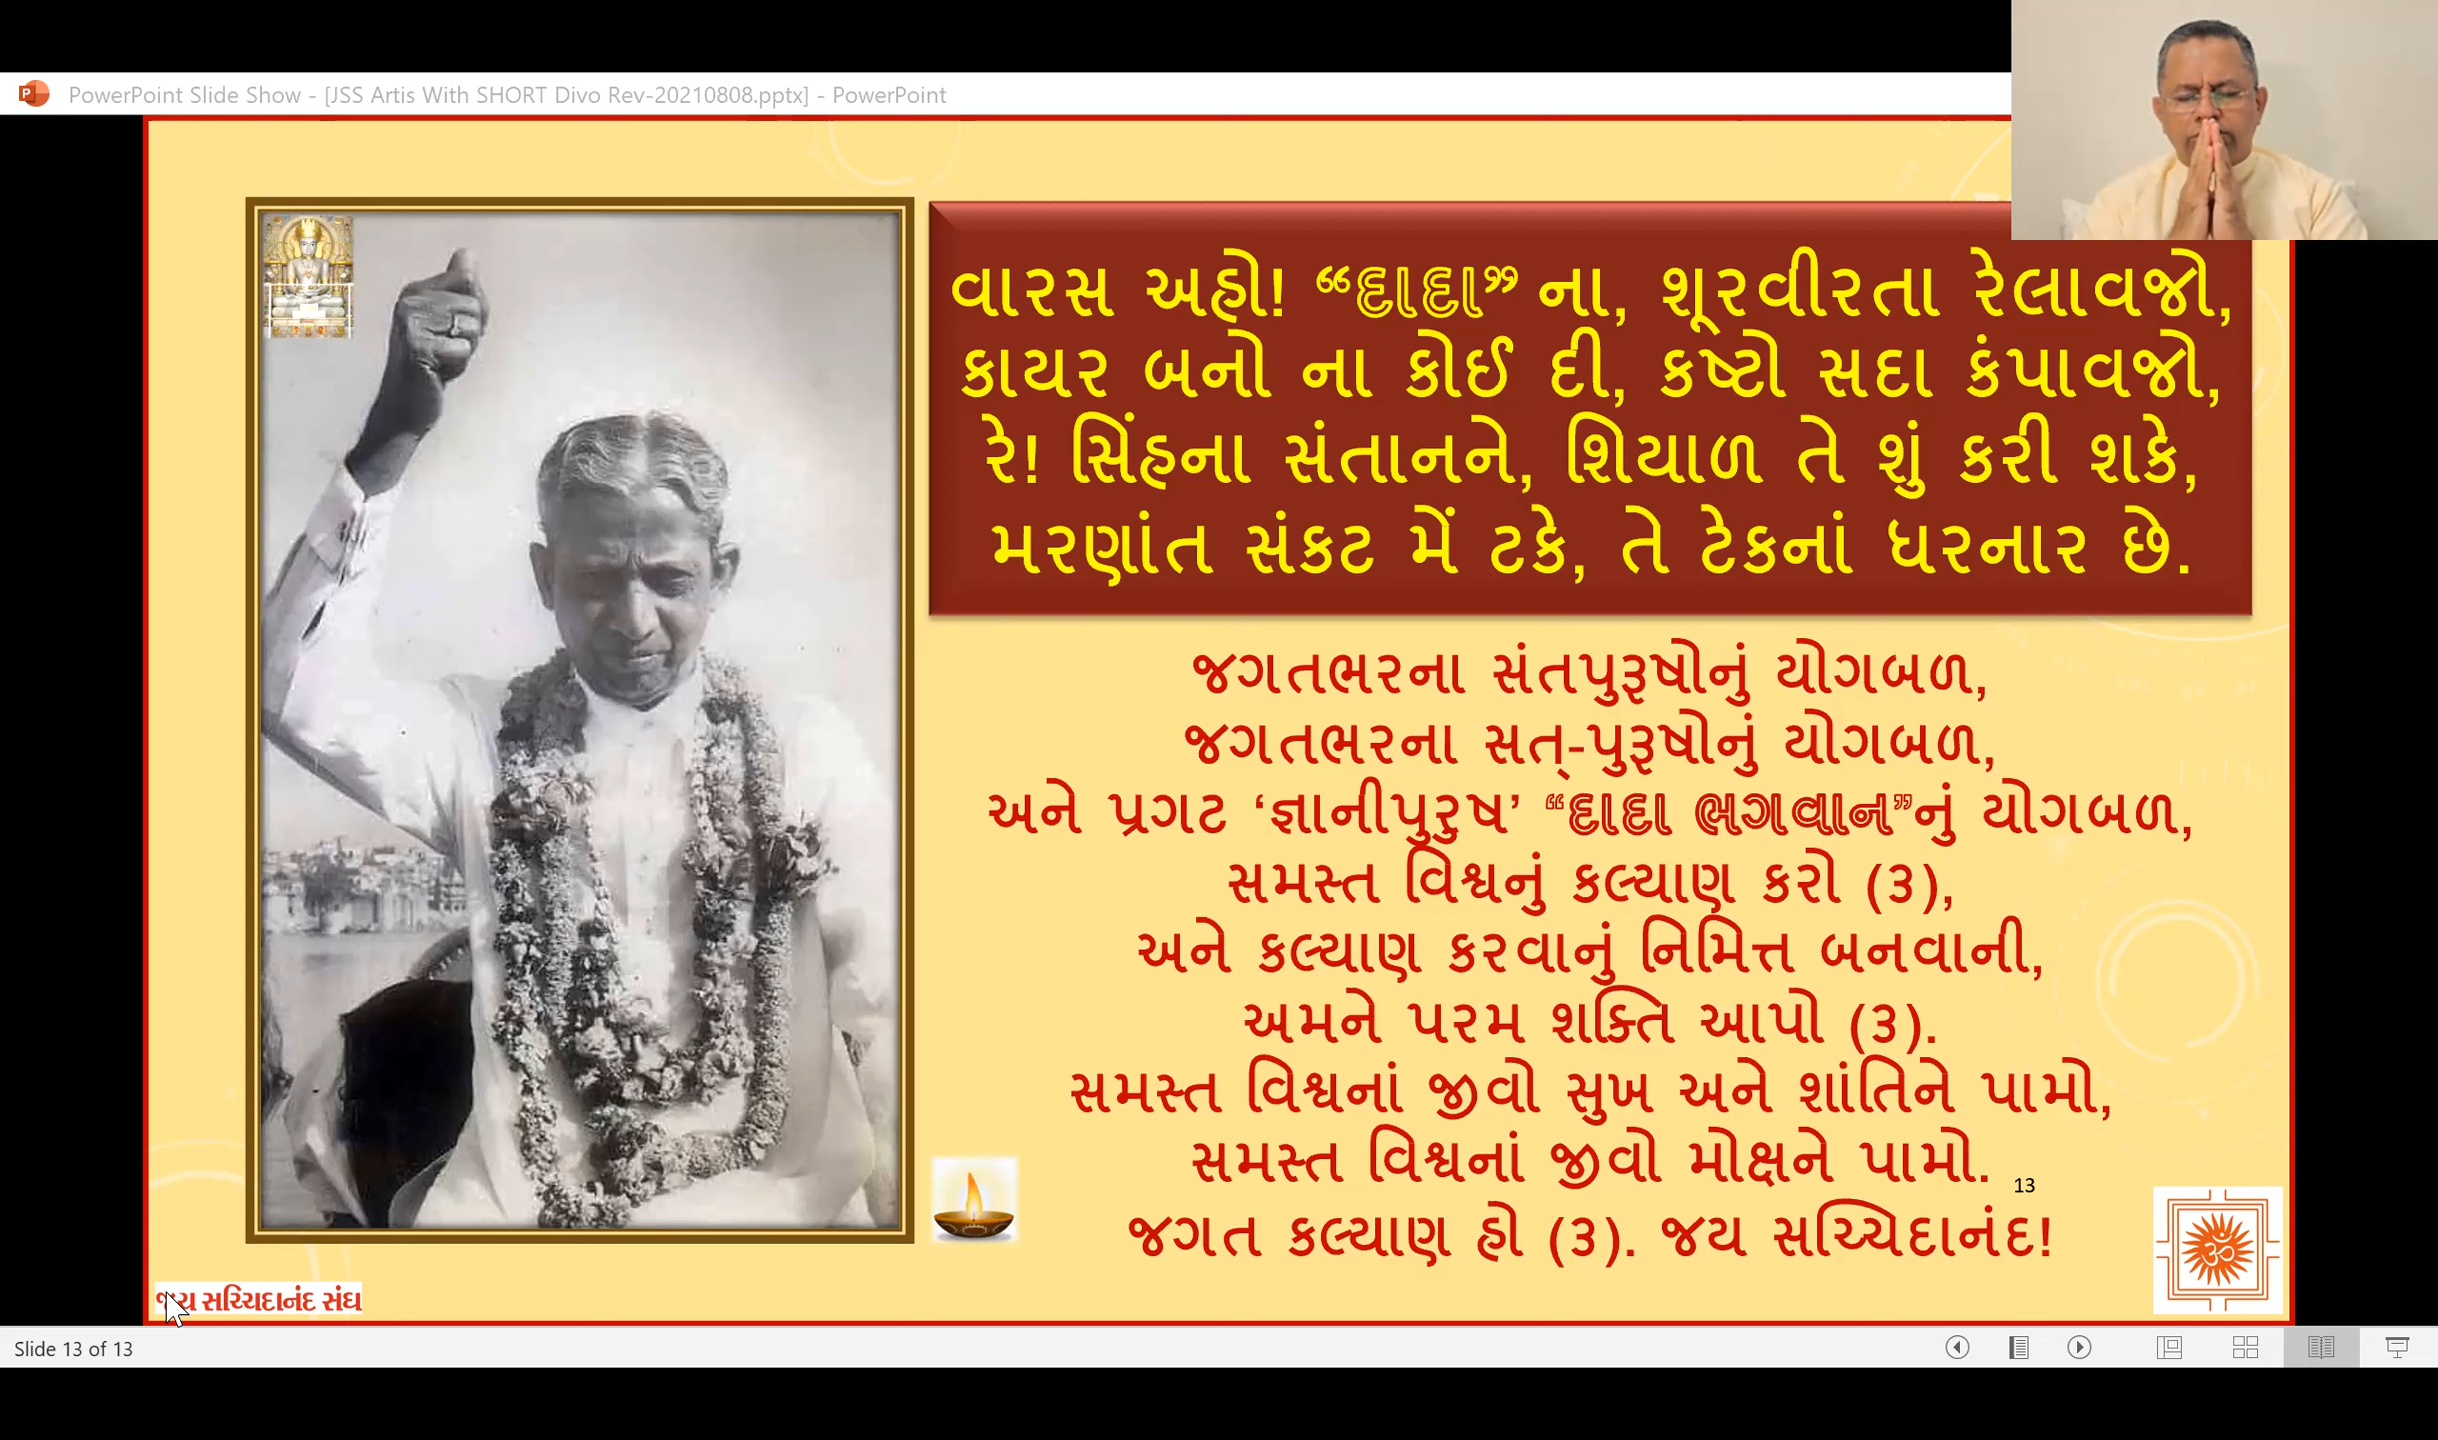 PowerPoint Slide Show - [JSS Artis With SHORT Divo Rev-20210808.pptx] - PowerPoint
વારસ અહો! “દાદા” ના, શૂરવીરતા રેલાવજો,
કાયર બનો ના કોઈ દી, કષ્ટો સદા કંપાવજો,
રે! સિંહના સંતાનને, શિયાળ તે શું કરી શકે,
મરણાંત સંકટ મેં ટકે, તે ટેકનાં ધરનાર છે.
જગતભરના સંતપુરૂષોનું યોગબળ,
જગતભરના સત્-પુરૂષોનું યોગબળ,
અને પ્રગટ ‘જ્ઞાનીપુરુષ’ “દાદા ભગવાન”નું યોગબળ,
સમસ્ત વિશ્વનું કલ્યાણ કરો (૩),
અને કલ્યાણ કરવાનું નિમિત્ત બનવાની,
અમને પરમ શક્તિ આપો (૩).
સમસ્ત વિશ્વનાં જીવો સુખ અને શાંતિને પામો,
સમસ્ત વિશ્વનાં જીવો મોક્ષને પામો.
જગત કલ્યાણ હો (૩). જય સચ્ચિદાનંદ!
13
ૐ
જય સચ્ચિદાનંદ સંઘ
Slide 13 of 13